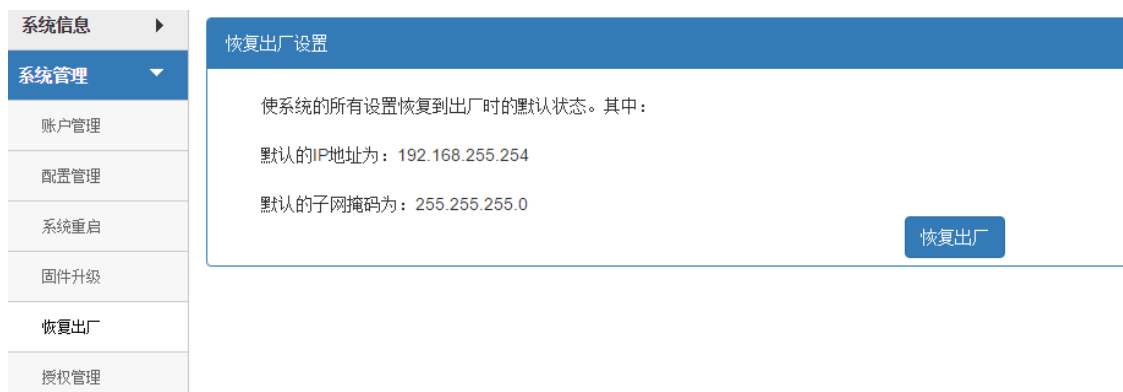 系统信息
系统管理
账户管理
配置管理
系统重启
固件升级
恢复出厂
授权管理
恢复出厂设置
使系统的所有设置恢复到出厂时的默认状态。其中：
默认的IP地址为：192.168.255.254
默认的子网掩码为：255.255.255.0
恢复出厂